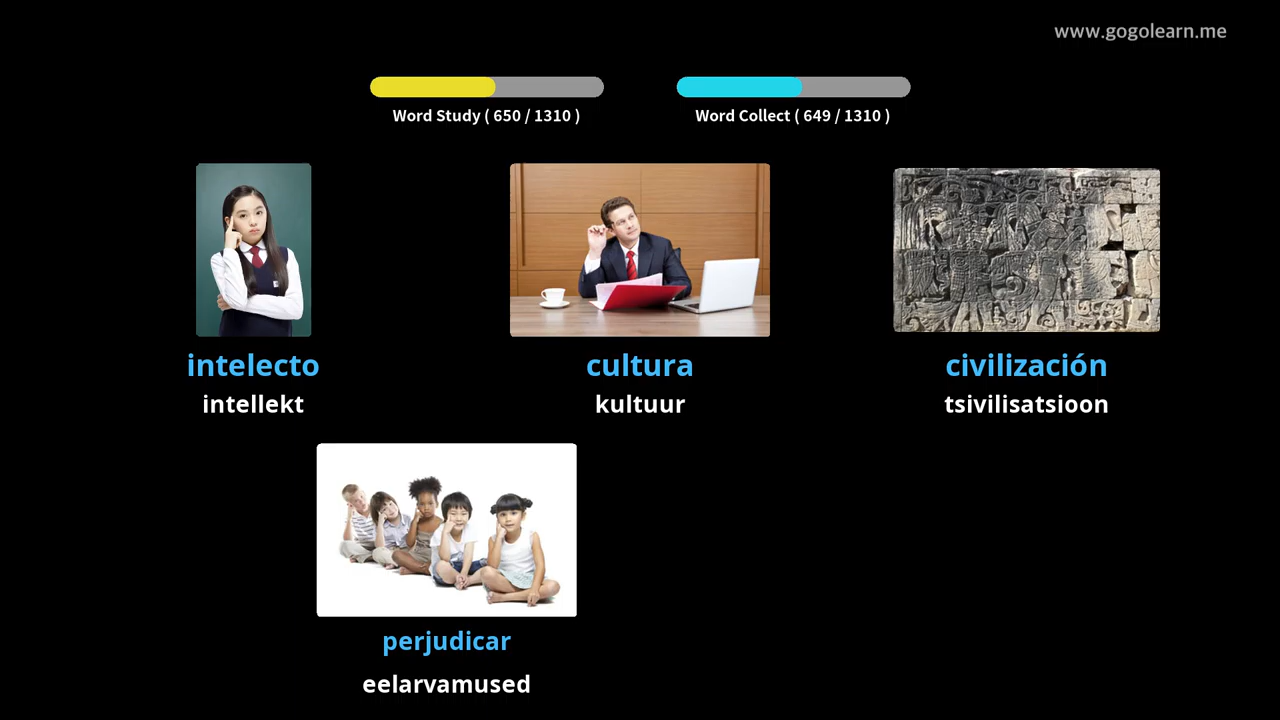 www.gogolearn.me
Word Study ( 650 / 1310 )
Word Collect ( 649 / 1310 )
intelecto
intellekt
cultura
kultuur
civilización
tsivilisatsioon
perjudicar
eelarvamused